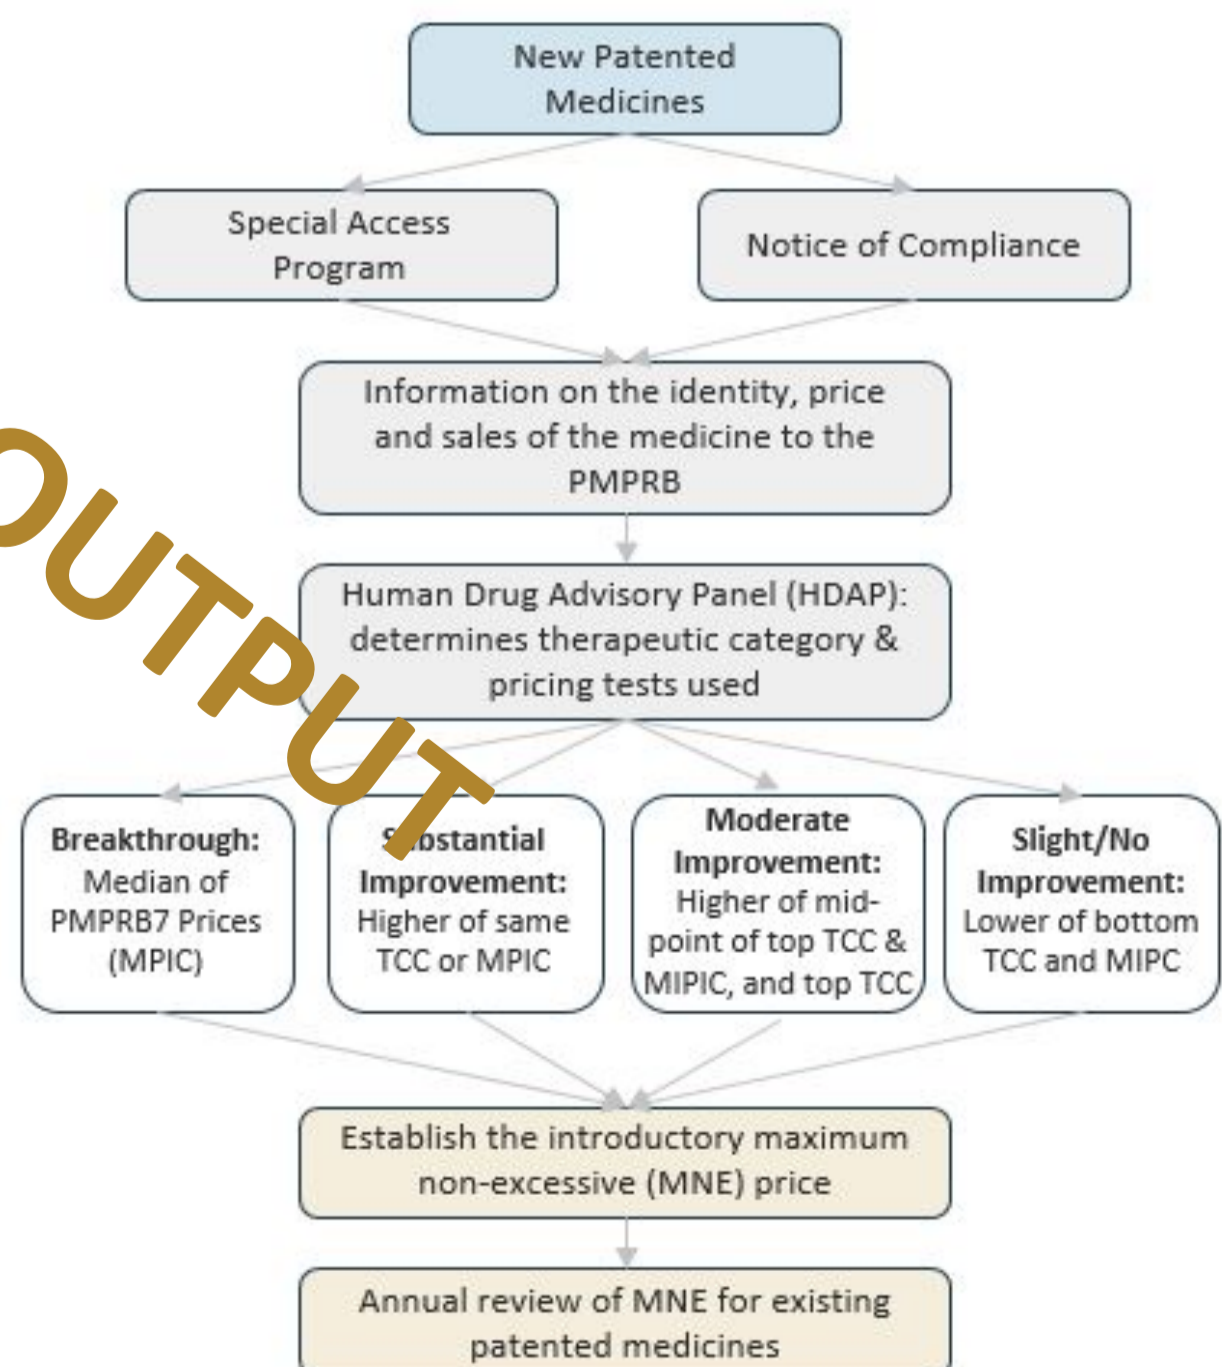 New Patented
Medicines
Special Access
Program
Notice of Compliance
Information on the identity, price
and sales of the medicine to the
PMPRB
Human Drug Advisory Panel (HDAP):
determines therapeutic category &
pricing tests used
OUTPUT
Breakthrough:
Median of
PMPRB7 Prices
(MPIC)
Substantial
Improvement:
Higher of same
TCC or MPIC
Moderate
Improvement:
Higher of mid-
point of top TCC &
MIPIC, and top TCC
Slight/No
Improvement:
Lower of bottom
TCC and MIPC
Establish the introductory maximum
non-excessive (MNE) price
Annual review of MNE for existing
patented medicines